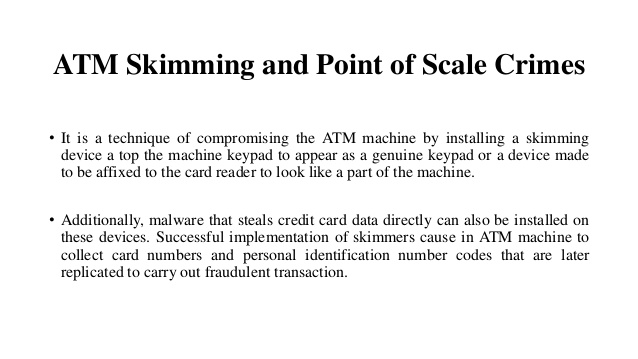 ATM Skimming and Point of Scale Crimes
• It is a technique of compromising the ATM machine by installing a skimming
device a top the machine keypad to appear as a genuine keypad or a device made
to be affixed to the card reader to look like a part of the machine.
• Additionally, malware that steals credit card data directly can also be installed on
these devices. Successful implementation of skimmers cause in ATM machine to
collect card numbers and personal identification number codes that are later
replicated to carry out fraudulent transaction.